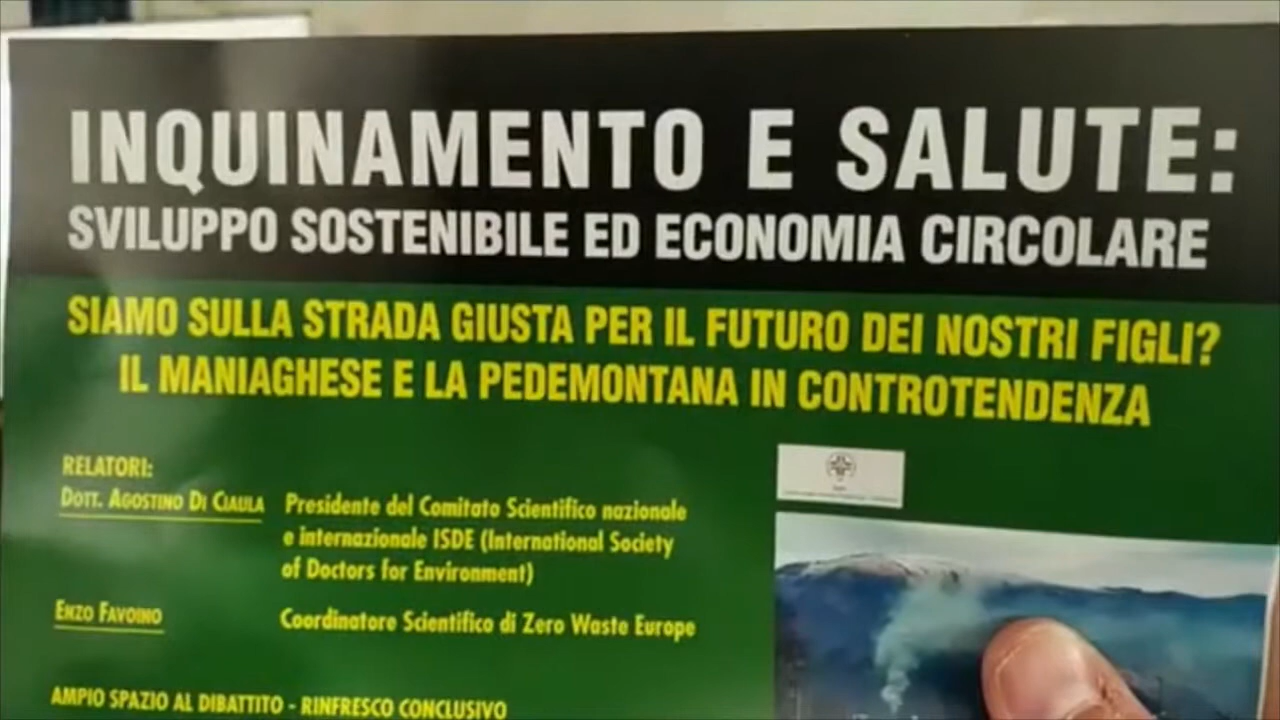 INQUINAMENTO E SALUTE:
SVILUPPO SOSTENIBILE ED ECONOMIA CIRCOLARE
SIAMO SULLA STRADA GIUSTA PER IL FUTURO DEI NOSTRI FIGLI?
IL MANIAGHESE E LA PEDEMONTANA IN CONTROTENDENZA
RELATORI:
DOTT. AGOSTINO DI CIAULA
Presidente del Comitato Scientifico nazionale
e internazionale ISDE (International Society
of Doctors for Environment)
ENZO FAVOINO
Coordinatore Scientifico di Zero Waste Europe
AMPIO SPAZIO AL DIBATTITO - RINFRESCO CONCLUSIVO